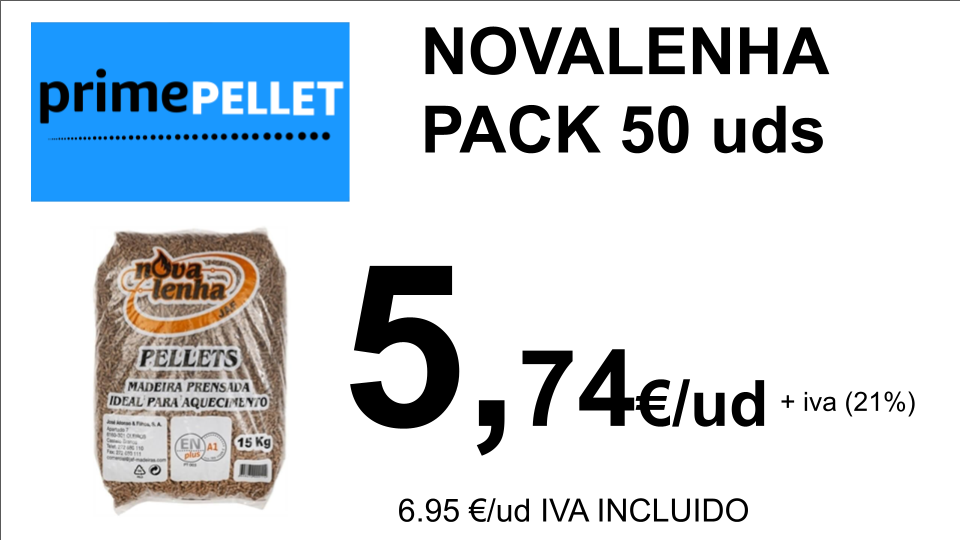 primePELLET
NOVALENHA
PACK 50 uds
nova
lenha
PELLETS
MADEIRA PRENSADA
IDEAL PARA AQUECIMENTO
15 Kg
EN
plus
A1
5,74€/ud + iva (21%)
6.95 €/ud IVA INCLUIDO